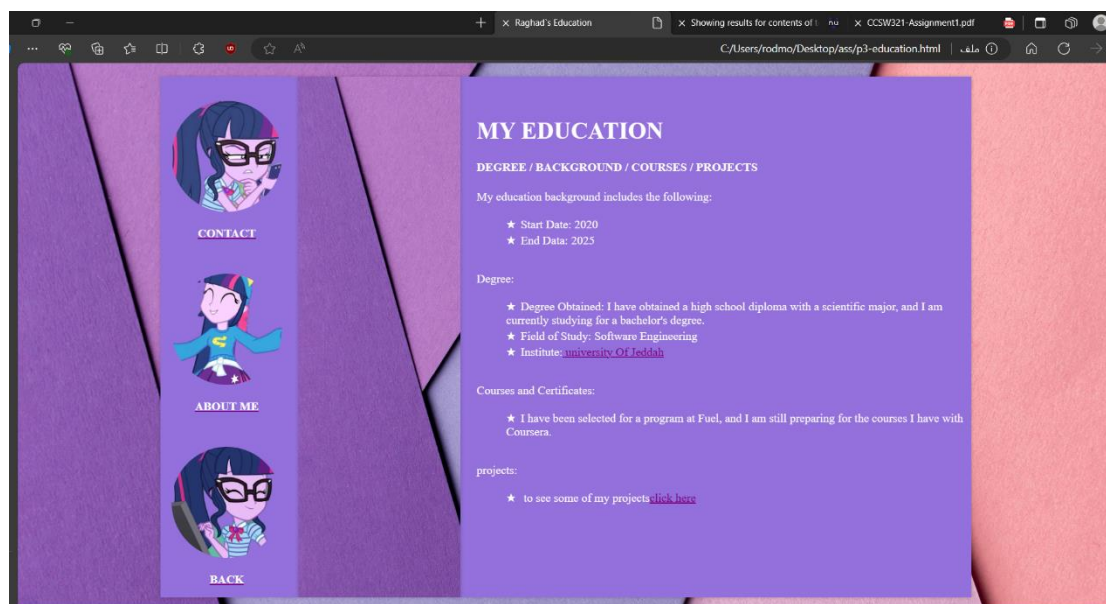 Raghad's Education
Showing results for contents of t
CCSW321-Assignment1.pdf
C:/Users/rodmo/Desktop/ass/p3-education.html
ملف
CONTACT
ABOUT ME
BACK
MY EDUCATION
DEGREE / BACKGROUND / COURSES / PROJECTS
My education background includes the following:
★ Start Date: 2020
★ End Data: 2025
Degree:
★ Degree Obtained: I have obtained a high school diploma with a scientific major, and I am
currently studying for a bachelor's degree.
★ Field of Study: Software Engineering
★ Institute: university Of Jeddah
Courses and Certificates:
★ I have been selected for a program at Fuel, and I am still preparing for the courses I have with
Coursera.
projects:
★ to see some of my projectsclick here